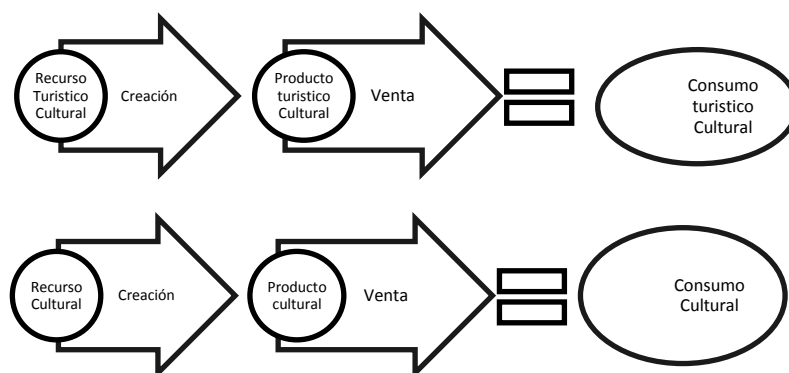 Recurso
Turistico
Cultural
Creación
Producto
turistico
Cultural
Venta
Consumo
turistico
Cultural
Recurso
Cultural
Creación
Producto
cultural
Venta
Consumo
Cultural